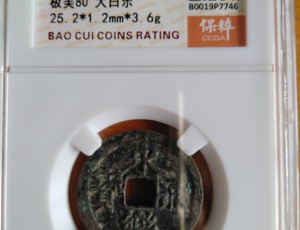 极美80 大日乐
25.2*1.2mm*3.6g
BAO CUI COINS RATING
B0019P7746
保粹
CCGA